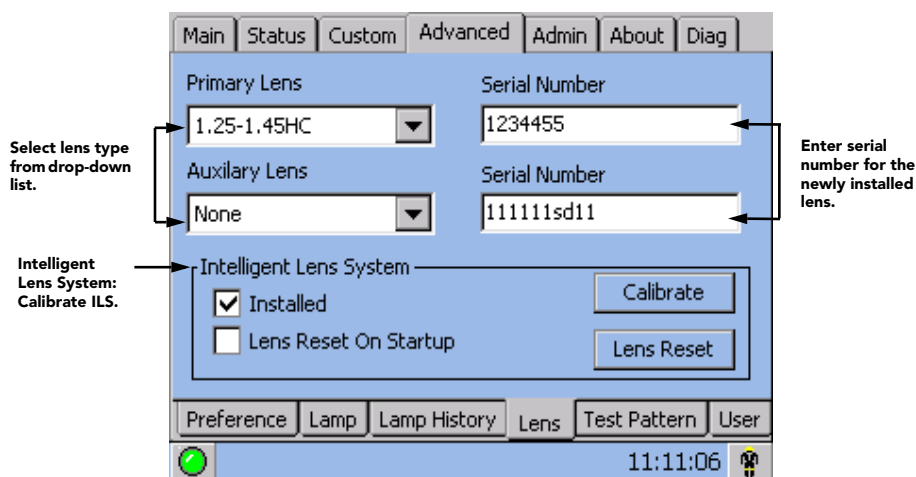 Main Status Custom Advanced Admin About Diag
Primary Lens
Serial Number
1.25-1.45HC
1234455
Select lens type
from drop-down
list.
Enter serial
number for the
newly installed
lens.
Auxilary Lens
Serial Number
None
111111sd11
Intelligent
Lens System:
Calibrate ILS.
Intelligent Lens System
Installed
Calibrate
Lens Reset On Startup
Lens Reset
Preference Lamp Lamp History Lens Test Pattern User
11:11:06